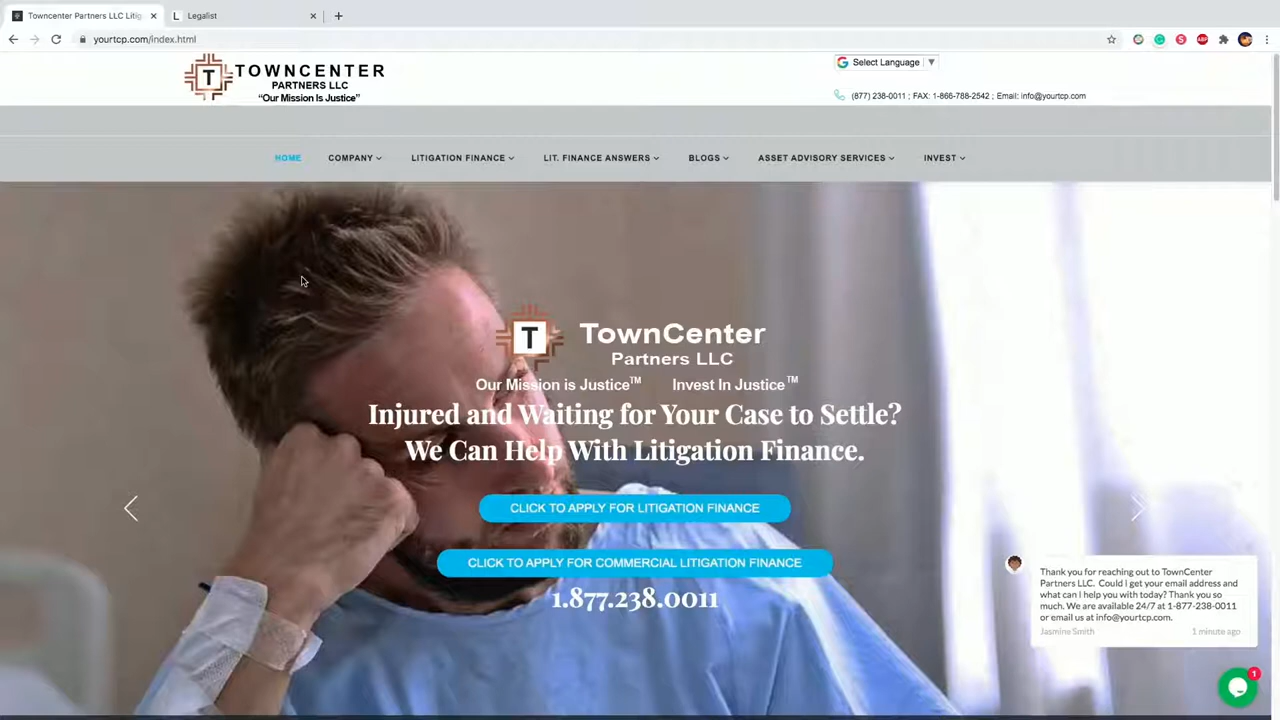 Towncenter Partners LLC Litig
Legalist
yourtcp.com/index.html
T
TOWNCENTER
PARTNERS LLC
“Our Mission Is Justice”
Select Language
(877) 238-0011 ; FAX: 1-866-788-2542 ; Email: info@yourtcp.com
HOME COMPANY LITIGATION FINANCE LIT. FINANCE ANSWERS BLOGS ASSET ADVISORY SERVICES INVEST
T
TownCenter
Partners LLC
Our Mission is Justice™ Invest In Justice™
Injured and Waiting for Your Case to Settle?
We Can Help With Litigation Finance.
CLICK TO APPLY FOR LITIGATION FINANCE
CLICK TO APPLY FOR COMMERCIAL LITIGATION FINANCE
1.877.238.0011
Thank you for reaching out to TownCenter
Partners LLC. Could I get your email address and
what can I help you with today? Thank you so
much. We are available 24/7 at 1-877-238-0011
or email us at info@yourtcp.com.
Jasmine Smith 1 minute ago
1